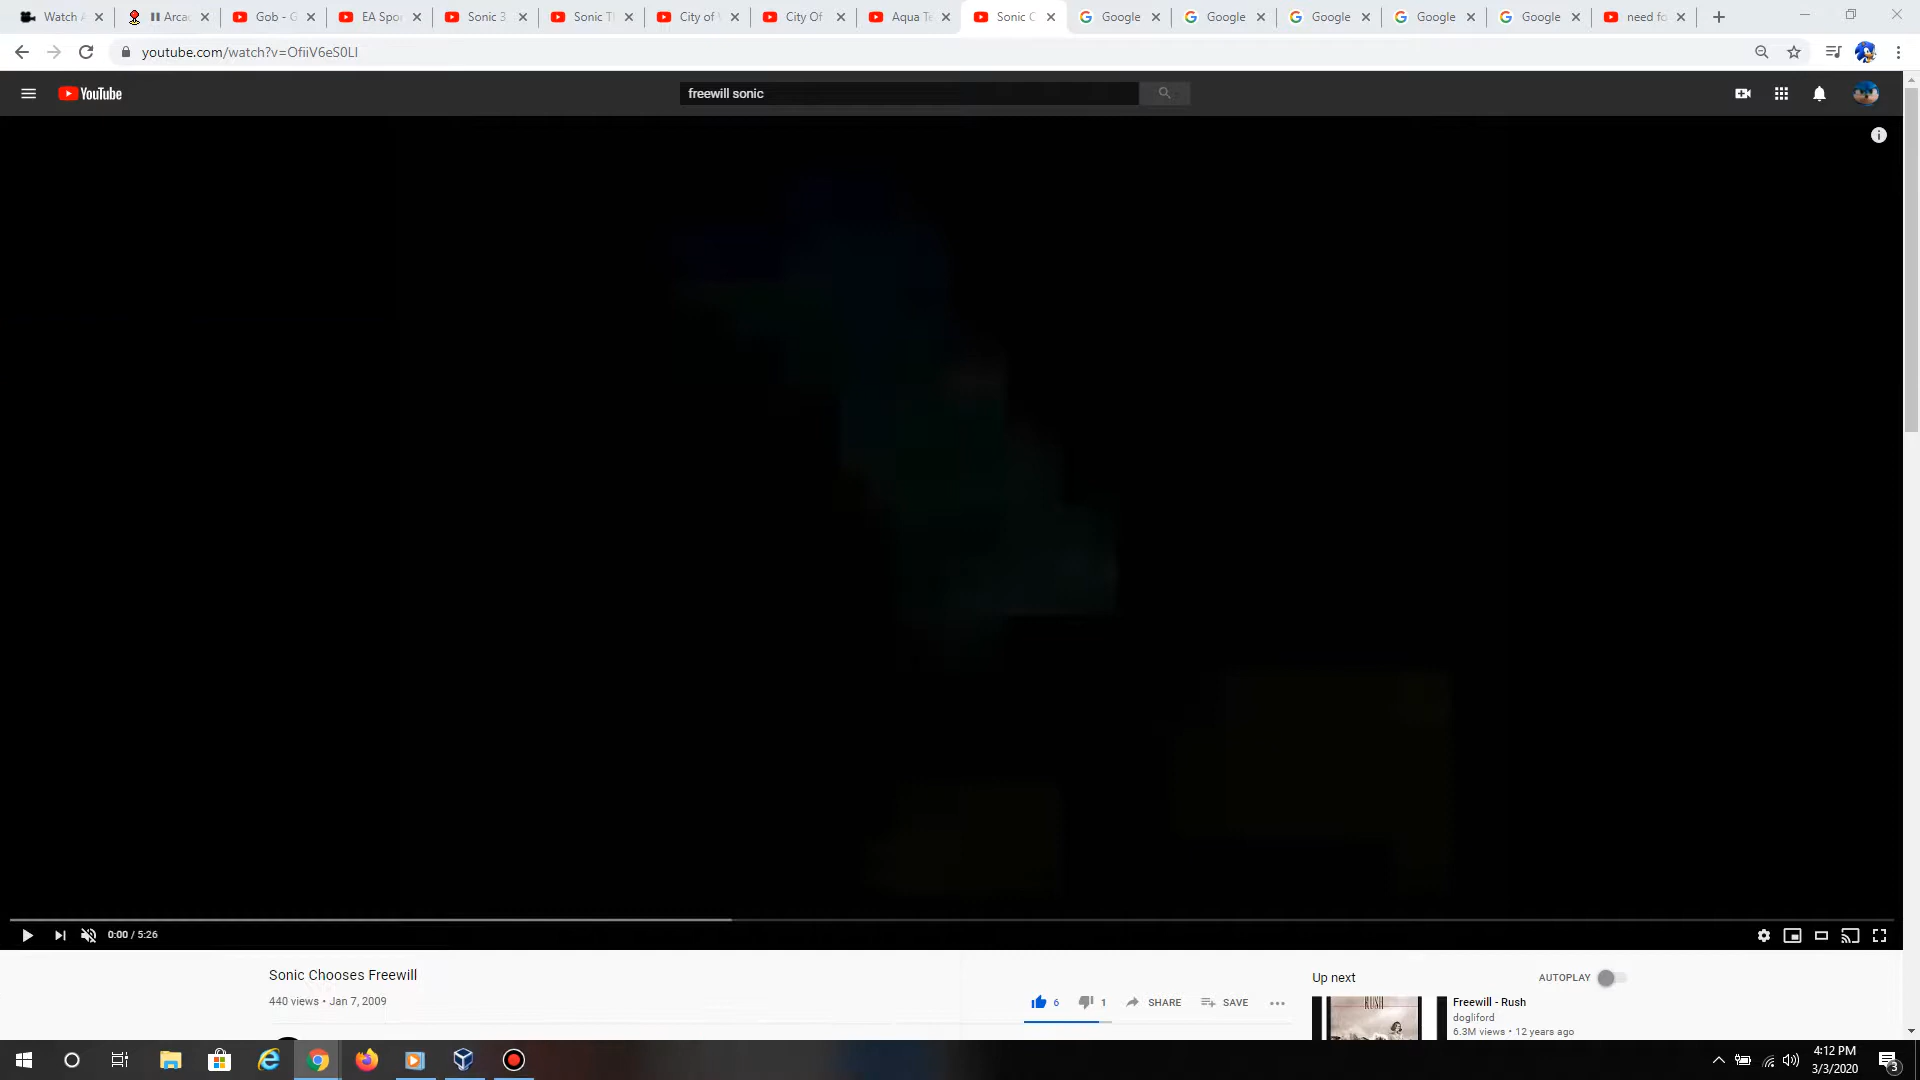 Watch A
Arca
Gob - G
EA Spor
Sonic 3
Sonic Th
City of
City Of
Aqua Te
Sonic C
Google
Google
Google
Google
Google
need fo
youtube.com/watch?v=OfiiV6eS0LI
YouTube
freewill sonic
0:00 / 5:26
Sonic Chooses Freewill
440 views • Jan 7, 2009
6
1
SHARE
SAVE
Up next
AUTOPLAY
RUSH
Freewill - Rush
dogliford
6.3M views • 12 years ago
4:12 PM
3/3/2020
3